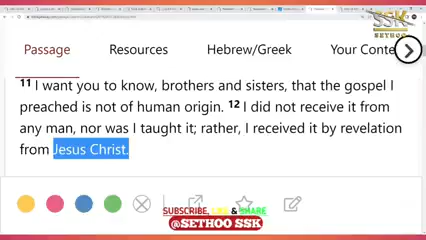 SSK
SETHOO
Passage Resources Hebrew/Greek Your Conte
11 I want you to know, brothers and sisters, that the gospel I
preached is not of human origin. 12 I did not receive it from
any man, nor was I taught it; rather, I received it by revelation
from Jesus Christ.
SUBSCRIBE, LIKE & SHARE
@SETHOO SSK